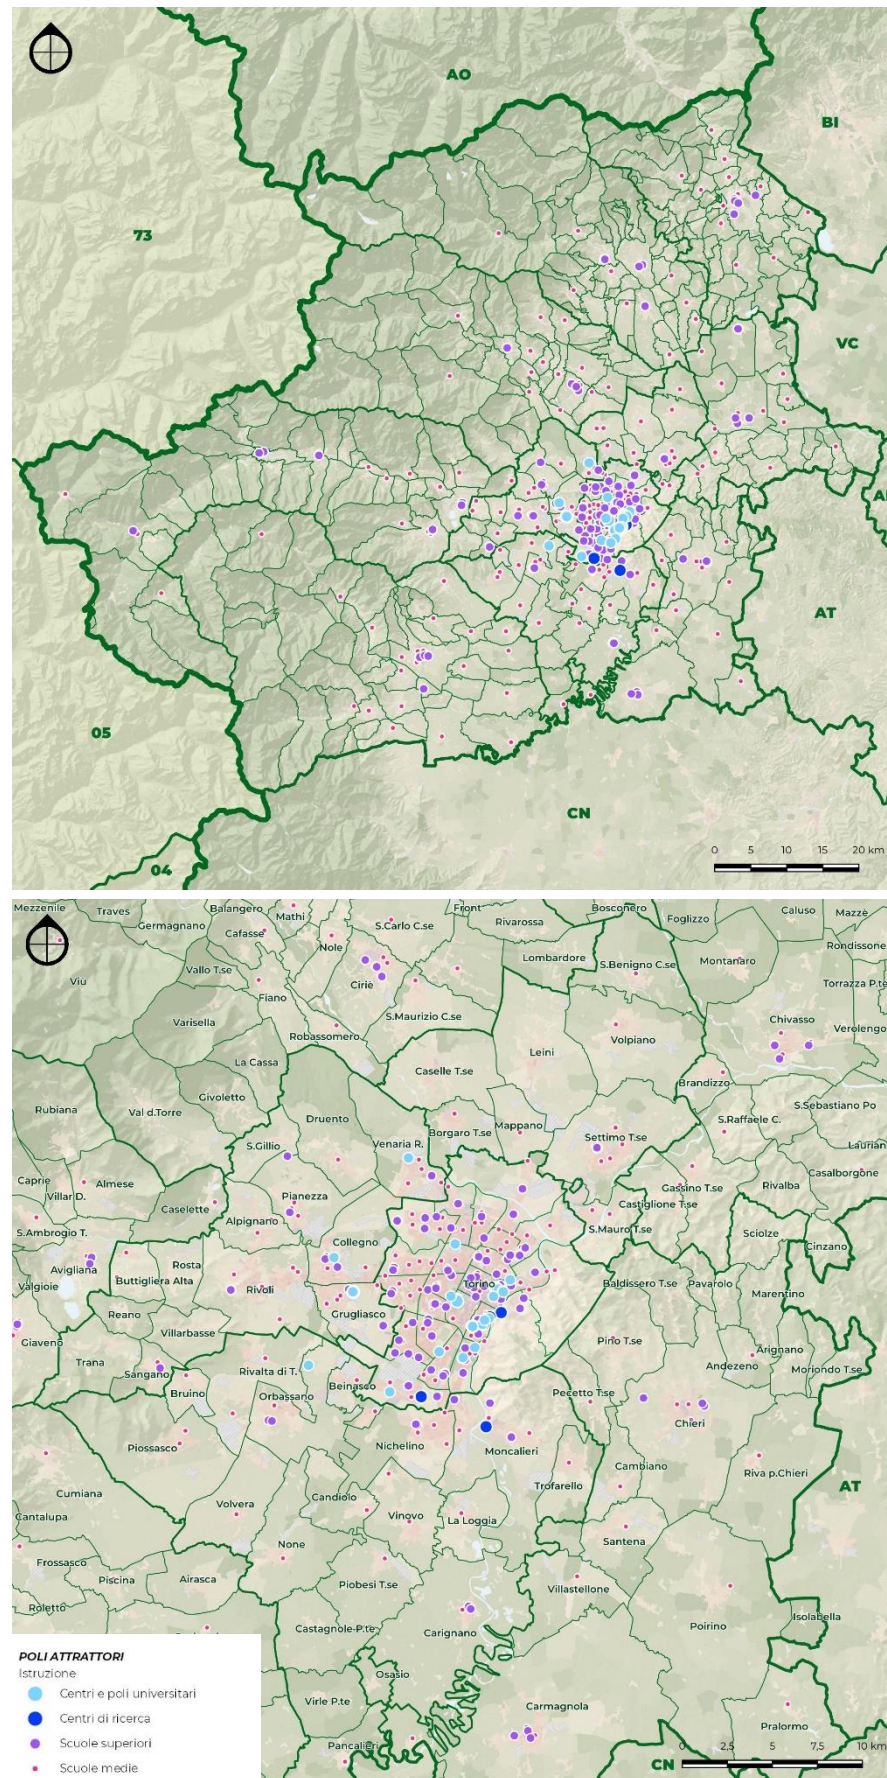 AO
BI
73
VC
A
AT
05
CN
04
0 5 10 15 20 km
Mezzenile
Traves
Balangero
Mathi
Front
Bosconero
Caluso
Mazzè
Germagnano
Cafasse
S.Carlo C.se
Rivarossa
Foglizzo
Nole
Lombardore
Rondissone
Vallo T.se
Ciriè
S.Benigno C.se
Montanaro
Viù
Torrazza P.te
Fiano
Varisella
S.Maurizio C.se
Chivasso
Verolengo
Robassomero
Volpiano
Leini
La Cassa
Caselle T.se
Brandizzo
Givoletto
Rubiana
Val d.Torre
Druento
S.Raffaele C.
S.Sebastiano Po
Mappano
Borgaro T.se
Settimo T.se
S.Gillio
Venaria R.
Laurian
Caprie
Almese
Casalborgone
Villar D.
Pianezza
Gassino T.se
Rivalba
Caselette
Castiglione T.se
Alpignano
S.Ambrogio T.
S.Mauro T.se
Sciolze
Collegno
Cinzano
Rosta
Avigliana
Buttigliera Alta
Torino
Baldissero T.se
Pavarolo
Valgioie
Rivoli
Marentino
Reano
Grugliasco
Villarbasse
Giaveno
Pino T.se
Arignano
Trana
Andezeno
Moriondo T.se
Sangano
Rivalta di T.
Bruino
Beinasco
Pecetto T.se
Orbassano
Chieri
Piossasco
Nichelino
Moncalieri
Cambiano
Riva p.Chieri
Trofarello
AT
Cumiana
Candiolo
Volvera
Cantalupa
Vinovo
La Loggia
None
Santena
Frossasco
Piscina
Airasca
Piobesi T.se
Villastellone
Roletto
Isolabella
Castagnole P.te
Carignano
Poirino
Osasio
Virle P.te
Carmagnola
Pralormo
Pancalieri
CN
0 2,5 5 7,5 10 km
POLI ATTRATTORI
Istruzione
Centri e poli universitari
Centri di ricerca
Scuole superiori
Scuole medie